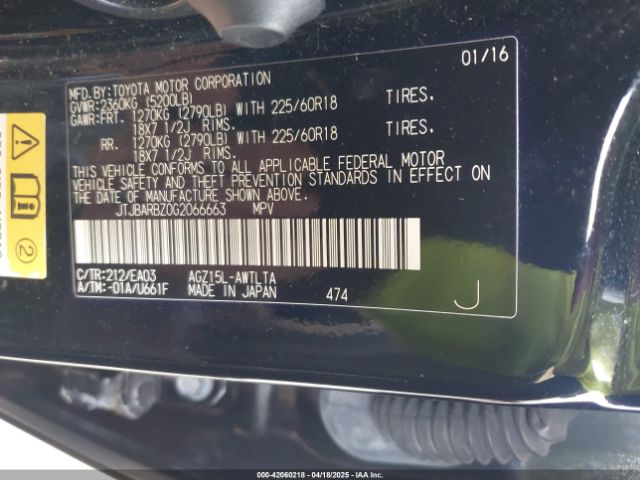 01/16
MFD.BY:TOYOTA MOTOR CORPORATION
GVWR:2360KG (5200LB)
GAWR:FRT. 1270KG (2790LB) WITH 225/60R18 TIRES,
18X7 1/2J RIMS.
RR. 1270KG (2790LB) WITH 225/60R18 TIRES,
18X7 1/2J RIMS.
THIS VEHICLE CONFORMS TO ALL APPLICABLE FEDERAL MOTOR
VEHICLE SAFETY AND THEFT PREVENTION STANDARDS IN EFFECT ON
THE DATE OF MANUFACTURE SHOWN ABOVE.
JTJBARBZ0G2066663 MPV
C/TR:212/EA03 AGZ15L-AWTLTA
A/TM:-01A/U661F MADE IN JAPAN 474 J
2
000-42060218 - 04/18/2025 - IAAI Inc.